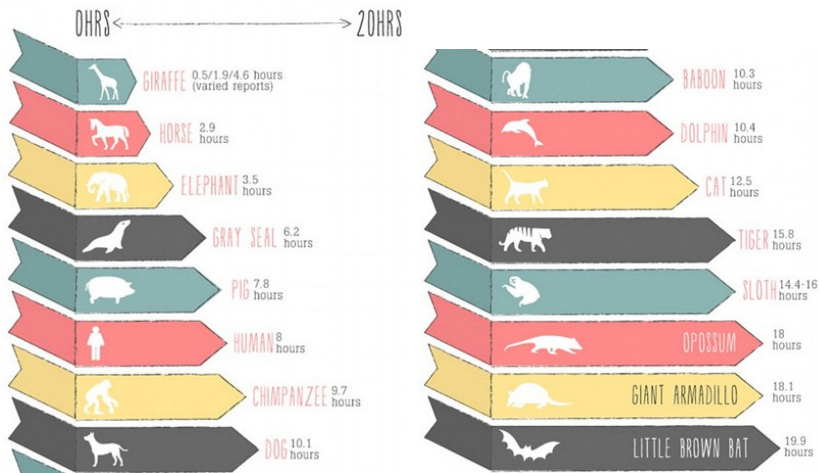 0HRS 20HRS
GIRAFFE 0.5/1.9/4.6 hours
(varied reports)
HORSE 2.9
hours
ELEPHANT 3.5
hours
GRAY SEAL 6.2
hours
PIG 7.8
hours
HUMAN 8
hours
CHIMPANZEE 9.7
hours
DOG 10.1
hours
BABOON 10.3
hours
DOLPHIN 10.4
hours
CAT 12.5
hours
TIGER 15.8
hours
SLOTH 14.4-16
hours
OPOSSUM 18
hours
GIANT ARMADILLO 18.1
hours
LITTLE BROWN BAT 19.9
hours